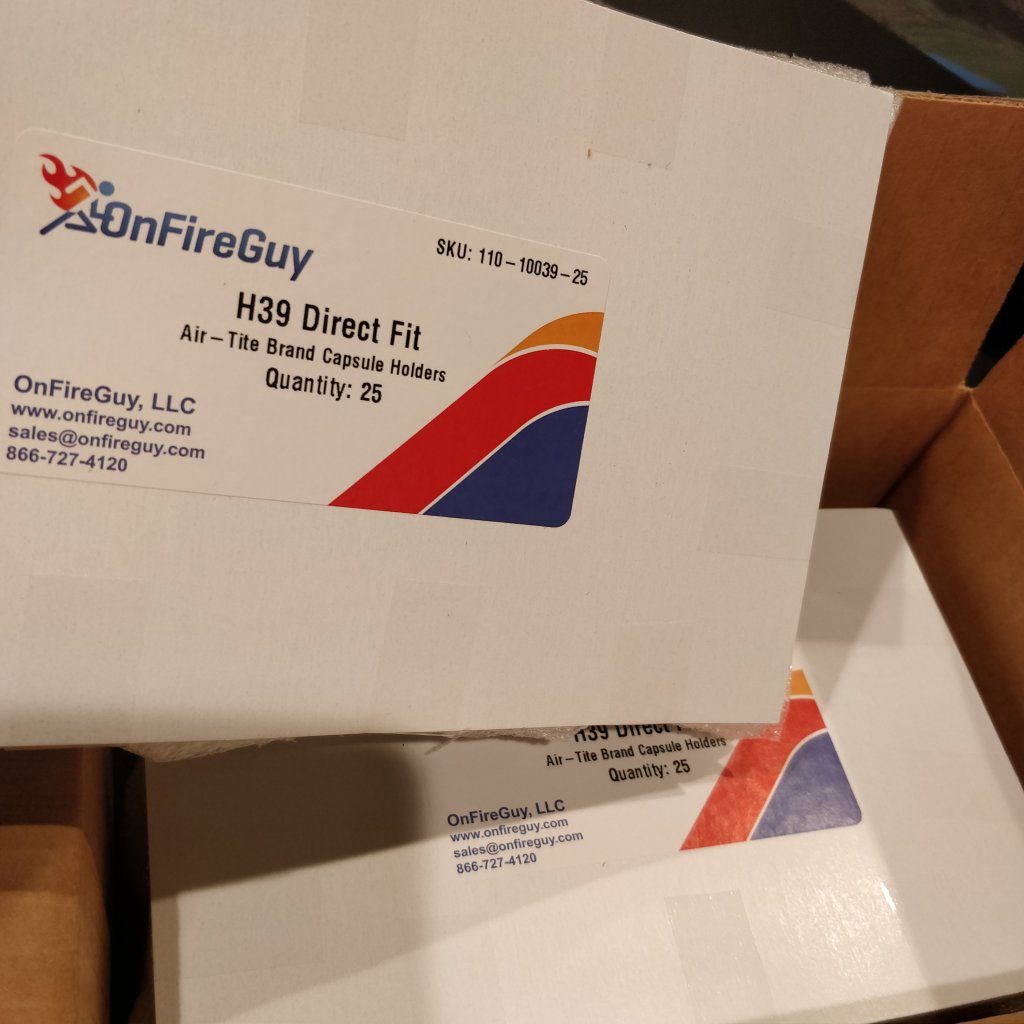 OnFireGuy
SKU: 110-10039-25
H39 Direct Fit
Air-Tite Brand Capsule Holders
Quantity: 25
OnFireGuy, LLC
www.onfireguy.com
sales@onfireguy.com
866-727-4120
H39 Direct
Air-Tite Brand Capsule Holders
Quantity: 25
OnFireGuy, LLC
www.onfireguy.com
sales@onfireguy.com
866-727-4120